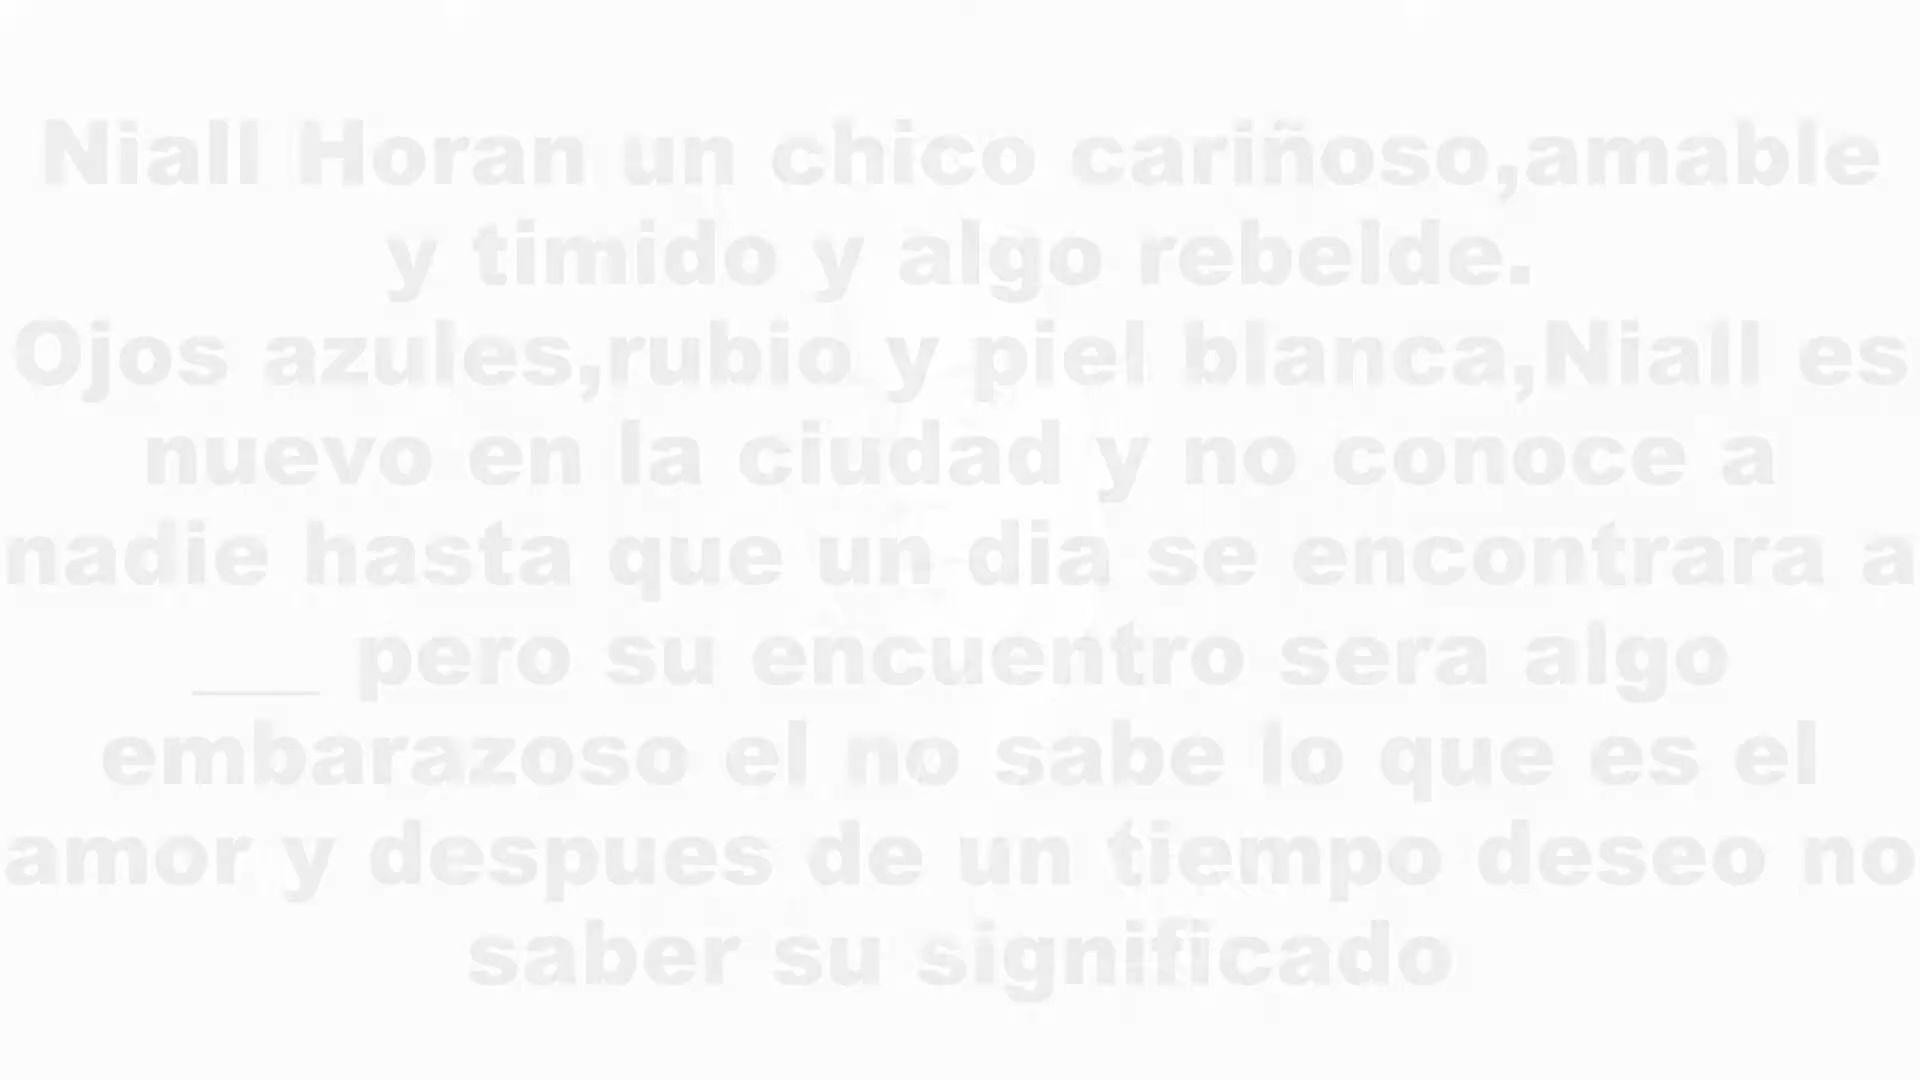 Niall Horan un chico cariñoso,amable
y timido y algo rebelde.
Ojos azules,rubio y piel blanca,Niall es
nuevo en la ciudad y no conoce a
nadie hasta que un dia se encontrara a
___ pero su encuentro sera algo
embarazoso el no sabe lo que es el
amor y despues de un tiempo deseo no
saber su significado